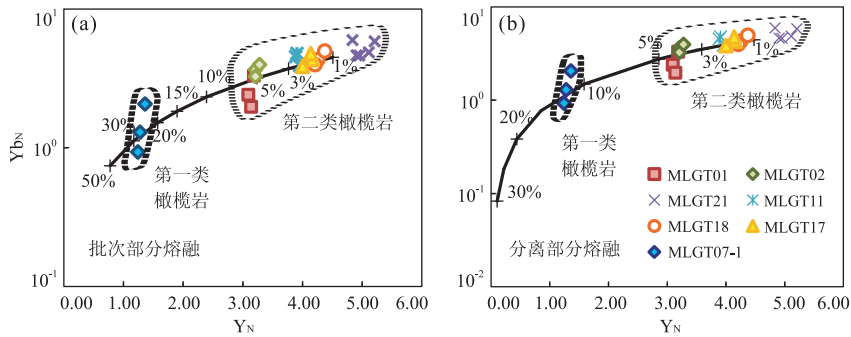 (a)
10¹
10⁰
10⁻¹
Yb_N
50%
30%
20%
15%
10%
5%
3%
1%
第一类
橄榄岩
第二类橄榄岩
批次部分熔融
0.00 1.00 2.00 3.00 4.00 5.00 6.00
Y_N
(b)
10¹
10⁰
10⁻¹
10⁻²
30%
20%
10%
5%
3%
1%
第二类橄榄岩
第一类
橄榄岩
分离部分熔融
MLGT01 MLGT02
MLGT21 MLGT11
MLGT18 MLGT17
MLGT07-1
0.00 1.00 2.00 3.00 4.00 5.00 6.00
Y_N